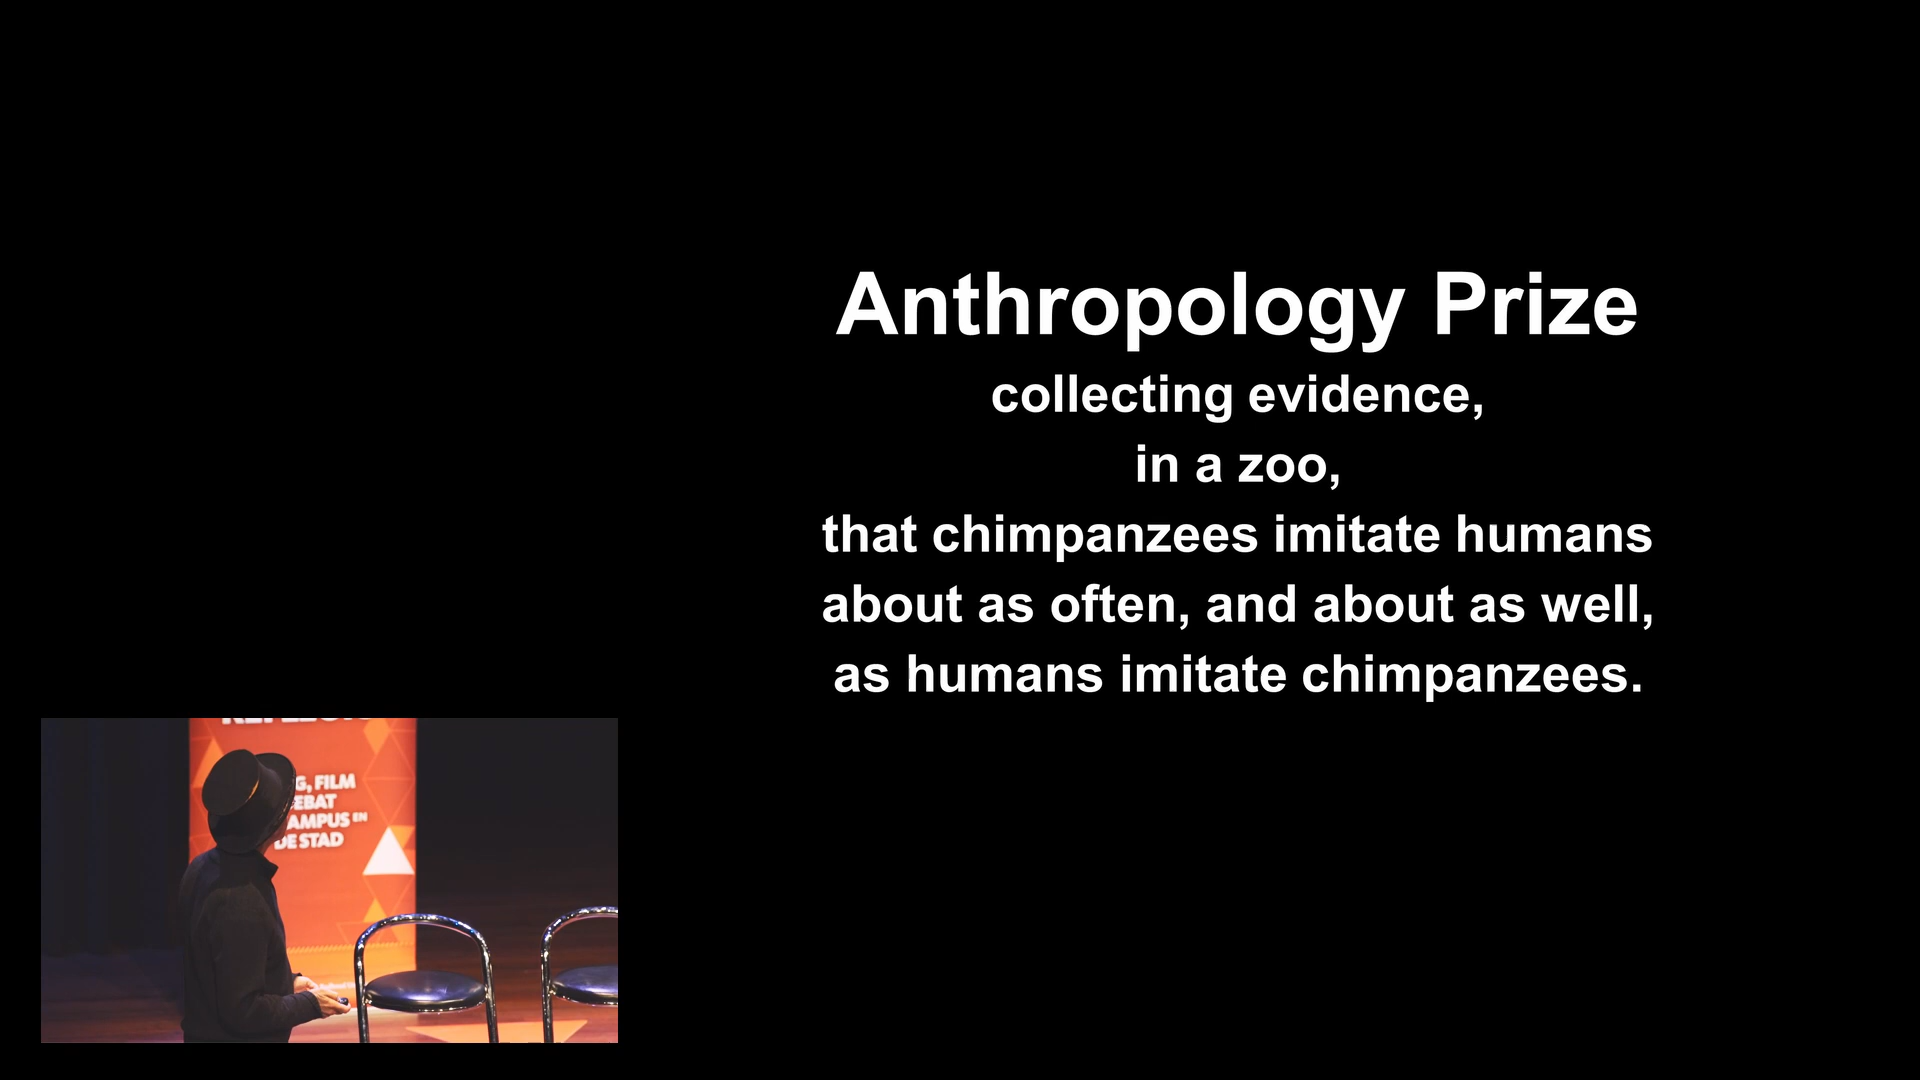 Anthropology Prize
collecting evidence,
in a zoo,
that chimpanzees imitate humans
about as often, and about as well,
as humans imitate chimpanzees.
FILM
DE STAD